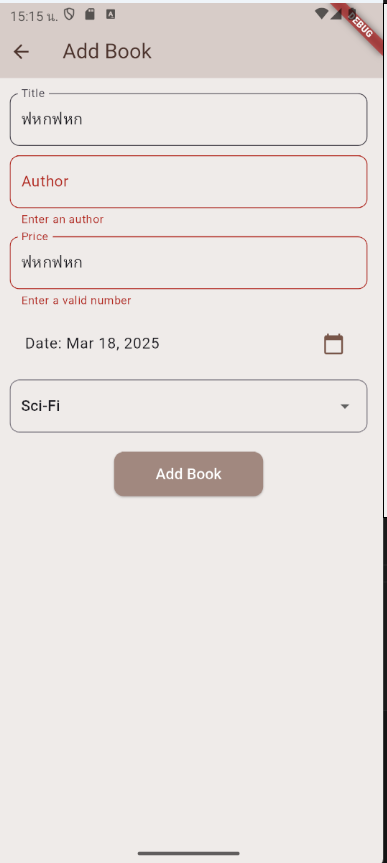 15:15 น.
DEBUG
Add Book
Title
ฟหกฟหก
Author
Enter an author
Price
ฟหกฟหก
Enter a valid number
Date: Mar 18, 2025
Sci-Fi
Add Book